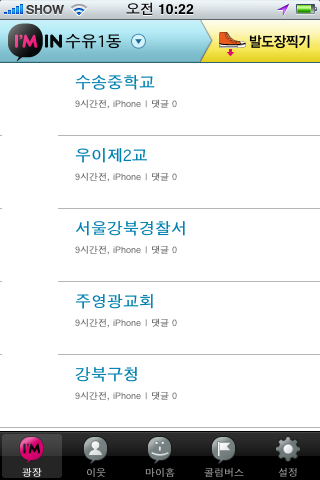 SHOW 오전 10:22
I'M IN 수유1동 발도장찍기
수송중학교
9시간전, iPhone | 댓글 0
우이제2교
9시간전, iPhone | 댓글 0
서울강북경찰서
9시간전, iPhone | 댓글 0
주영광교회
9시간전, iPhone | 댓글 0
강북구청
9시간전, iPhone | 댓글 0
I'M
광장 이웃 마이홈 콜럼버스 설정